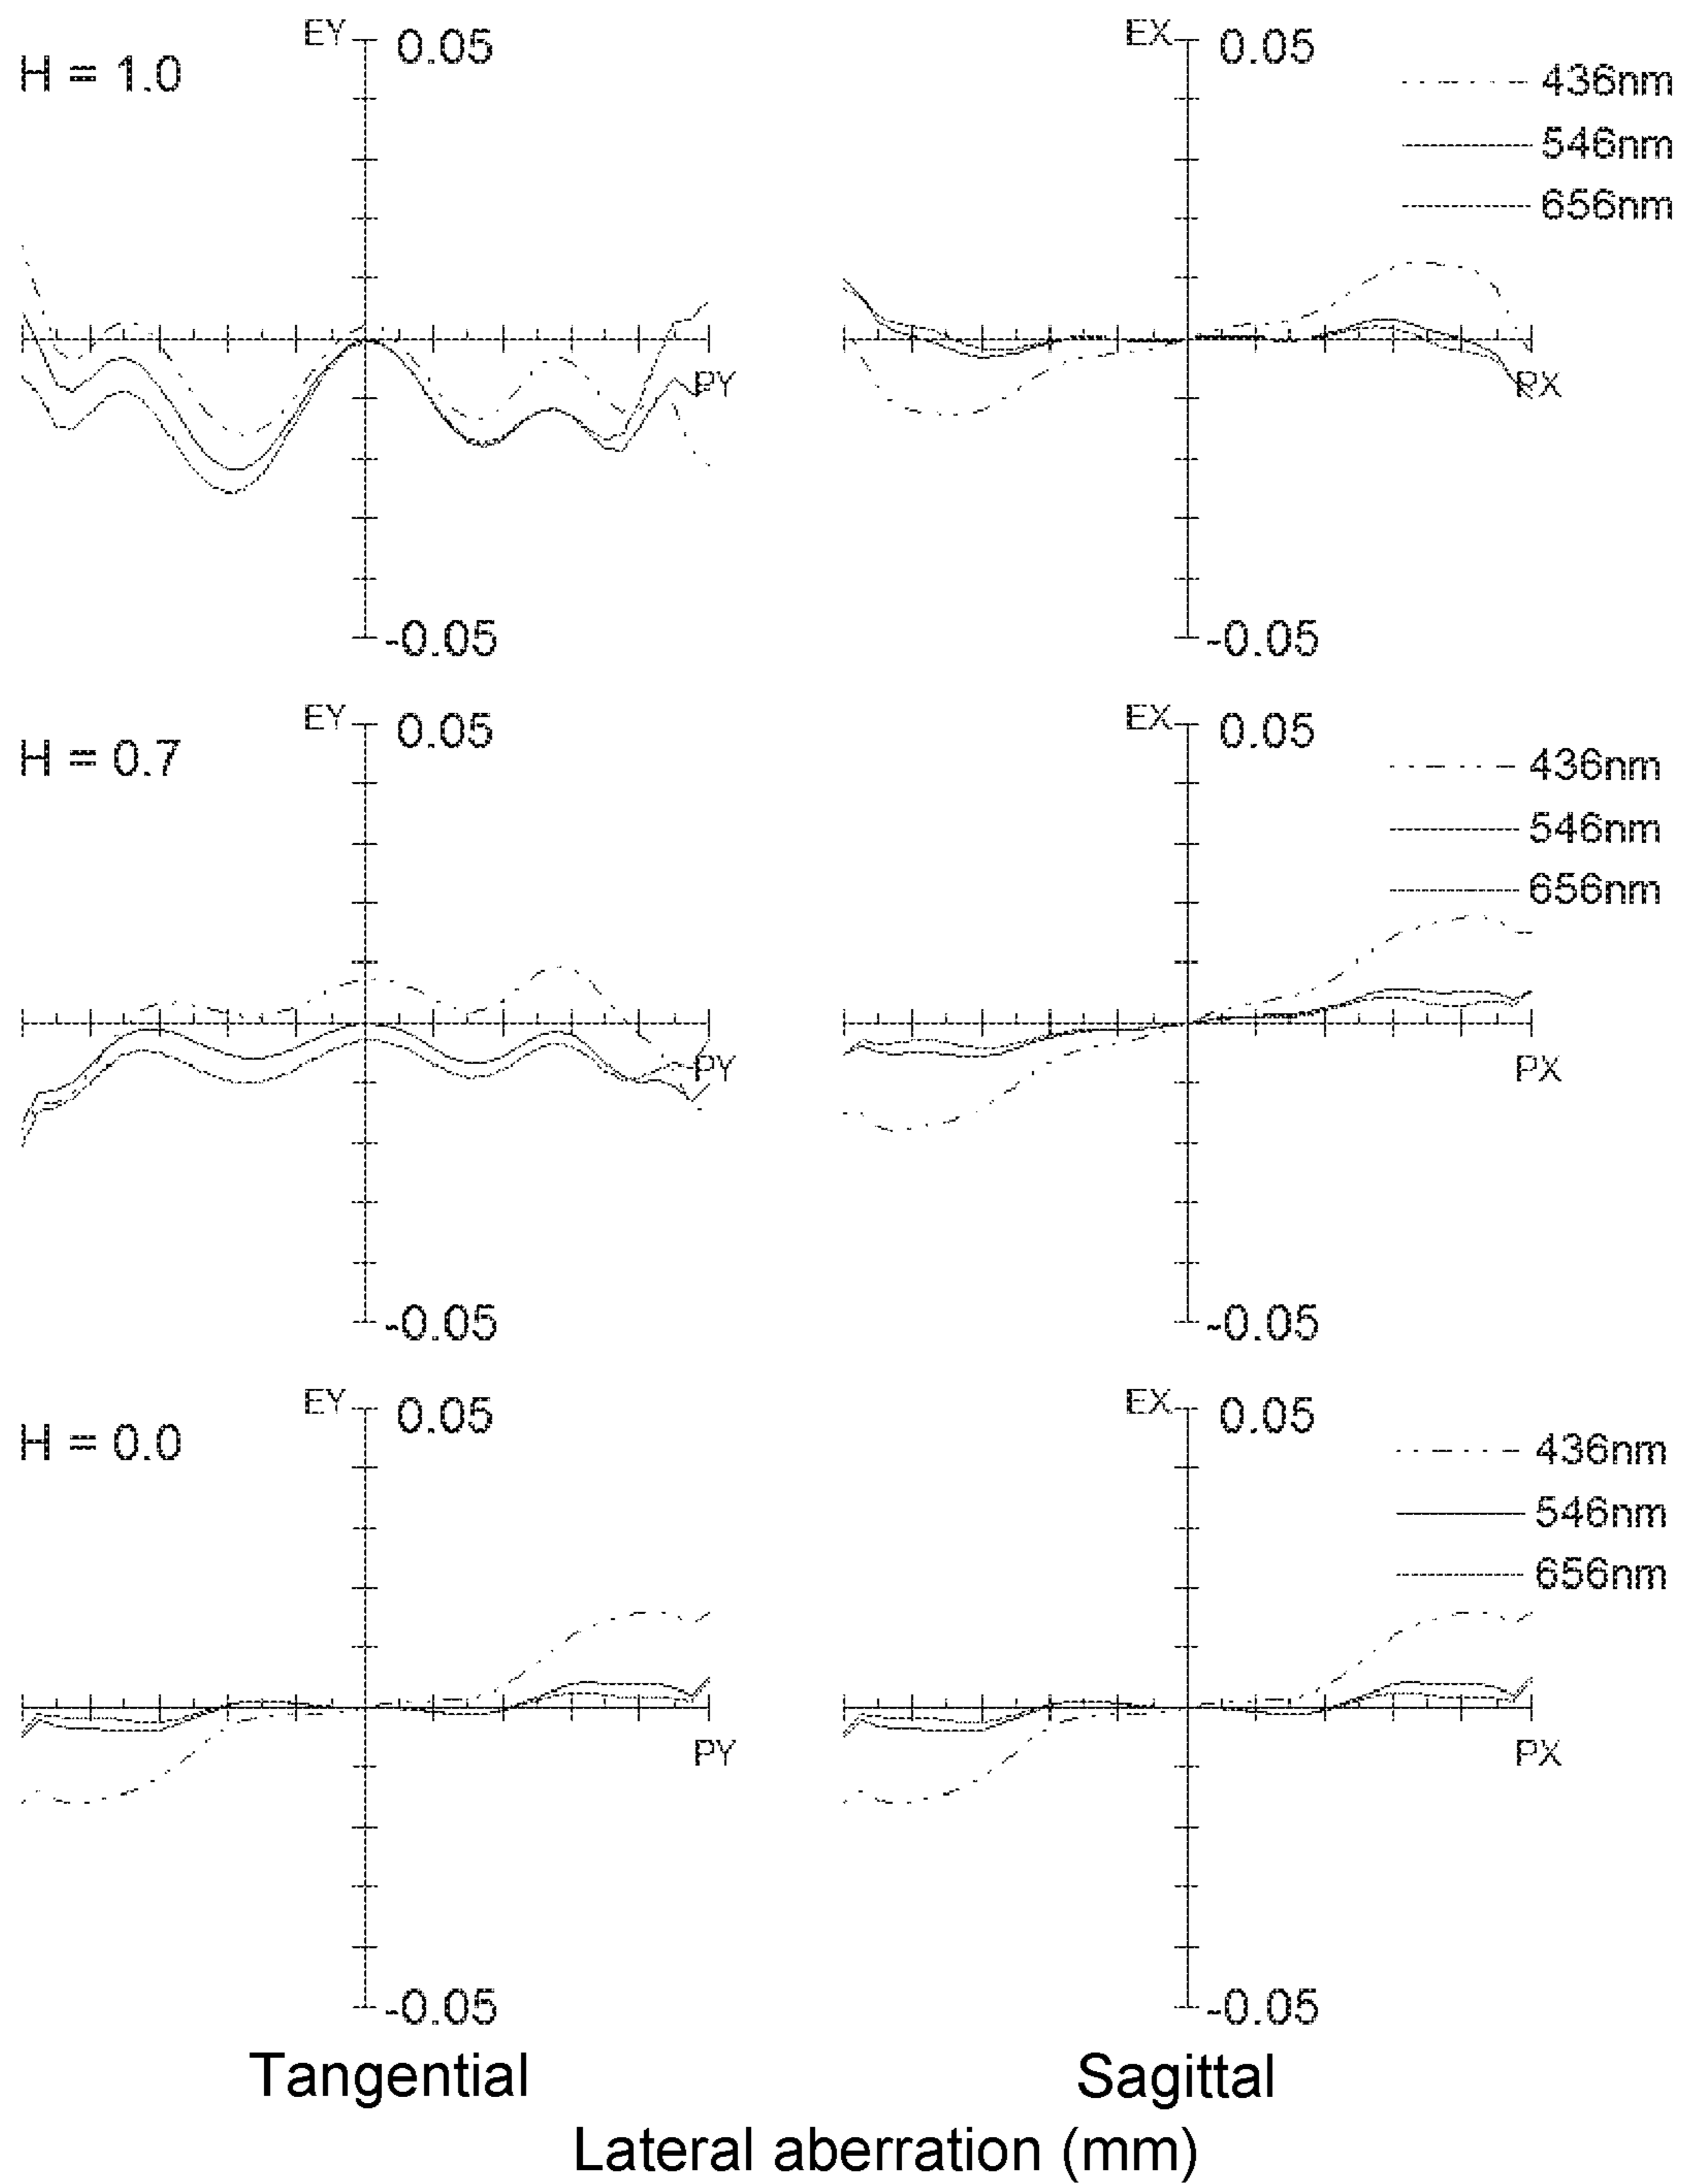 EY 0.05 EX 0.05
H = 1.0
436nm
546nm
656nm
PY PX
-0.05 -0.05
EY 0.05 EX 0.05
H = 0.7
436nm
546nm
656nm
PY PX
-0.05 -0.05
EY 0.05 EX 0.05
H = 0.0
436nm
546nm
656nm
PY PX
-0.05 -0.05
Tangential Sagittal
Lateral aberration (mm)